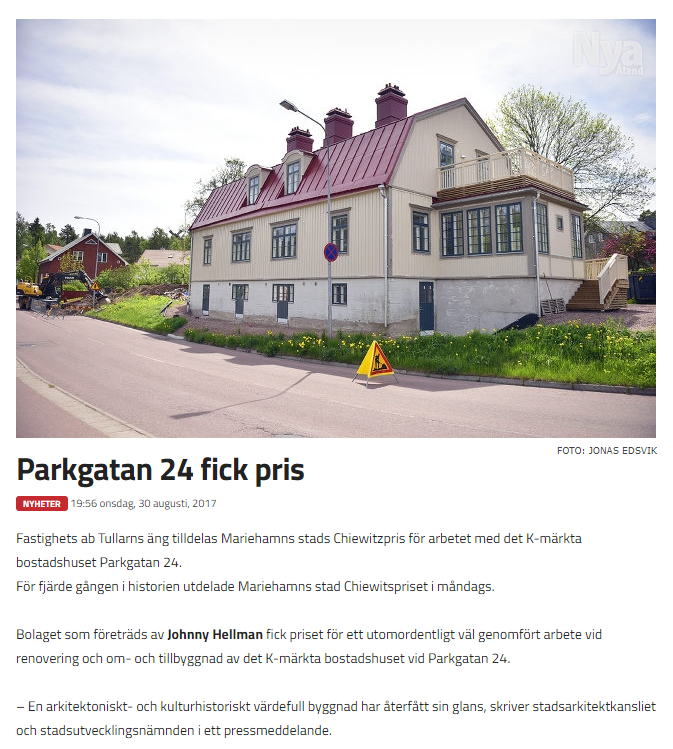 Nya
Åland
FOTO: JONAS EDSVIK
Parkgatan 24 fick pris
NYHETER 19:56 onsdag, 30 augusti, 2017
Fastighets ab Tullarns äng tilldelas Mariehamns stads Chiewitzpris för arbetet med det K-märkta
bostadshuset Parkgatan 24.
För fjärde gången i historien utdelade Mariehamns stad Chiewitspriset i måndags.
Bolaget som företräds av Johnny Hellman fick priset för ett utomordentligt väl genomfört arbete vid
renovering och om- och tillbyggnad av det K-märkta bostadshuset vid Parkgatan 24.
– En arkitektoniskt- och kulturhistoriskt värdefull byggnad har återfått sin glans, skriver stadsarkitektkansliet
och stadsutvecklingsnämnden i ett pressmeddelande.